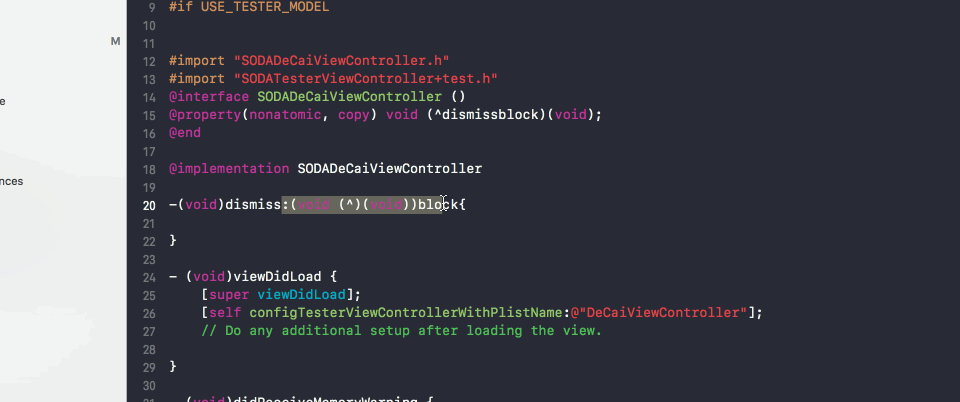 9 #if USE_TESTER_MODEL
10
11
M
12 #import "SODADeCaiViewController.h"
13 #import "SODATesterViewController+test.h"
14 @interface SODADeCaiViewController ()
e
15 @property(nonatomic, copy) void (^dismissblock)(void);
16 @end
17
18 @implementation SODADeCaiViewController
nces
19
20 -(void)dismiss:(void (^)(void))block{
21
22 }
23
24 - (void)viewDidLoad {
25 [super viewDidLoad];
26 [self configTesterViewControllerWithPlistName:@"DeCaiViewController"];
27 // Do any additional setup after loading the view.
28
29 }
30
31 - (void)didReceiveMemoryWarning {